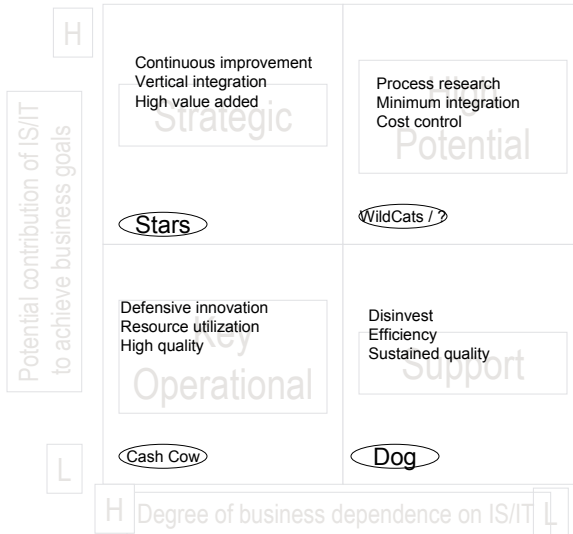 H
Continuous improvement
Vertical integration
High value added
Strategic
Process research
Minimum integration
Cost control
High
Potential
Potential contribution of IS/IT
to achieve business goals
Stars
WildCats / ?
Defensive innovation
Resource utilization
High quality
Key
Operational
Disinvest
Efficiency
Sustained quality
Support
Cash Cow
Dog
L
H
Degree of business dependence on IS/IT
L